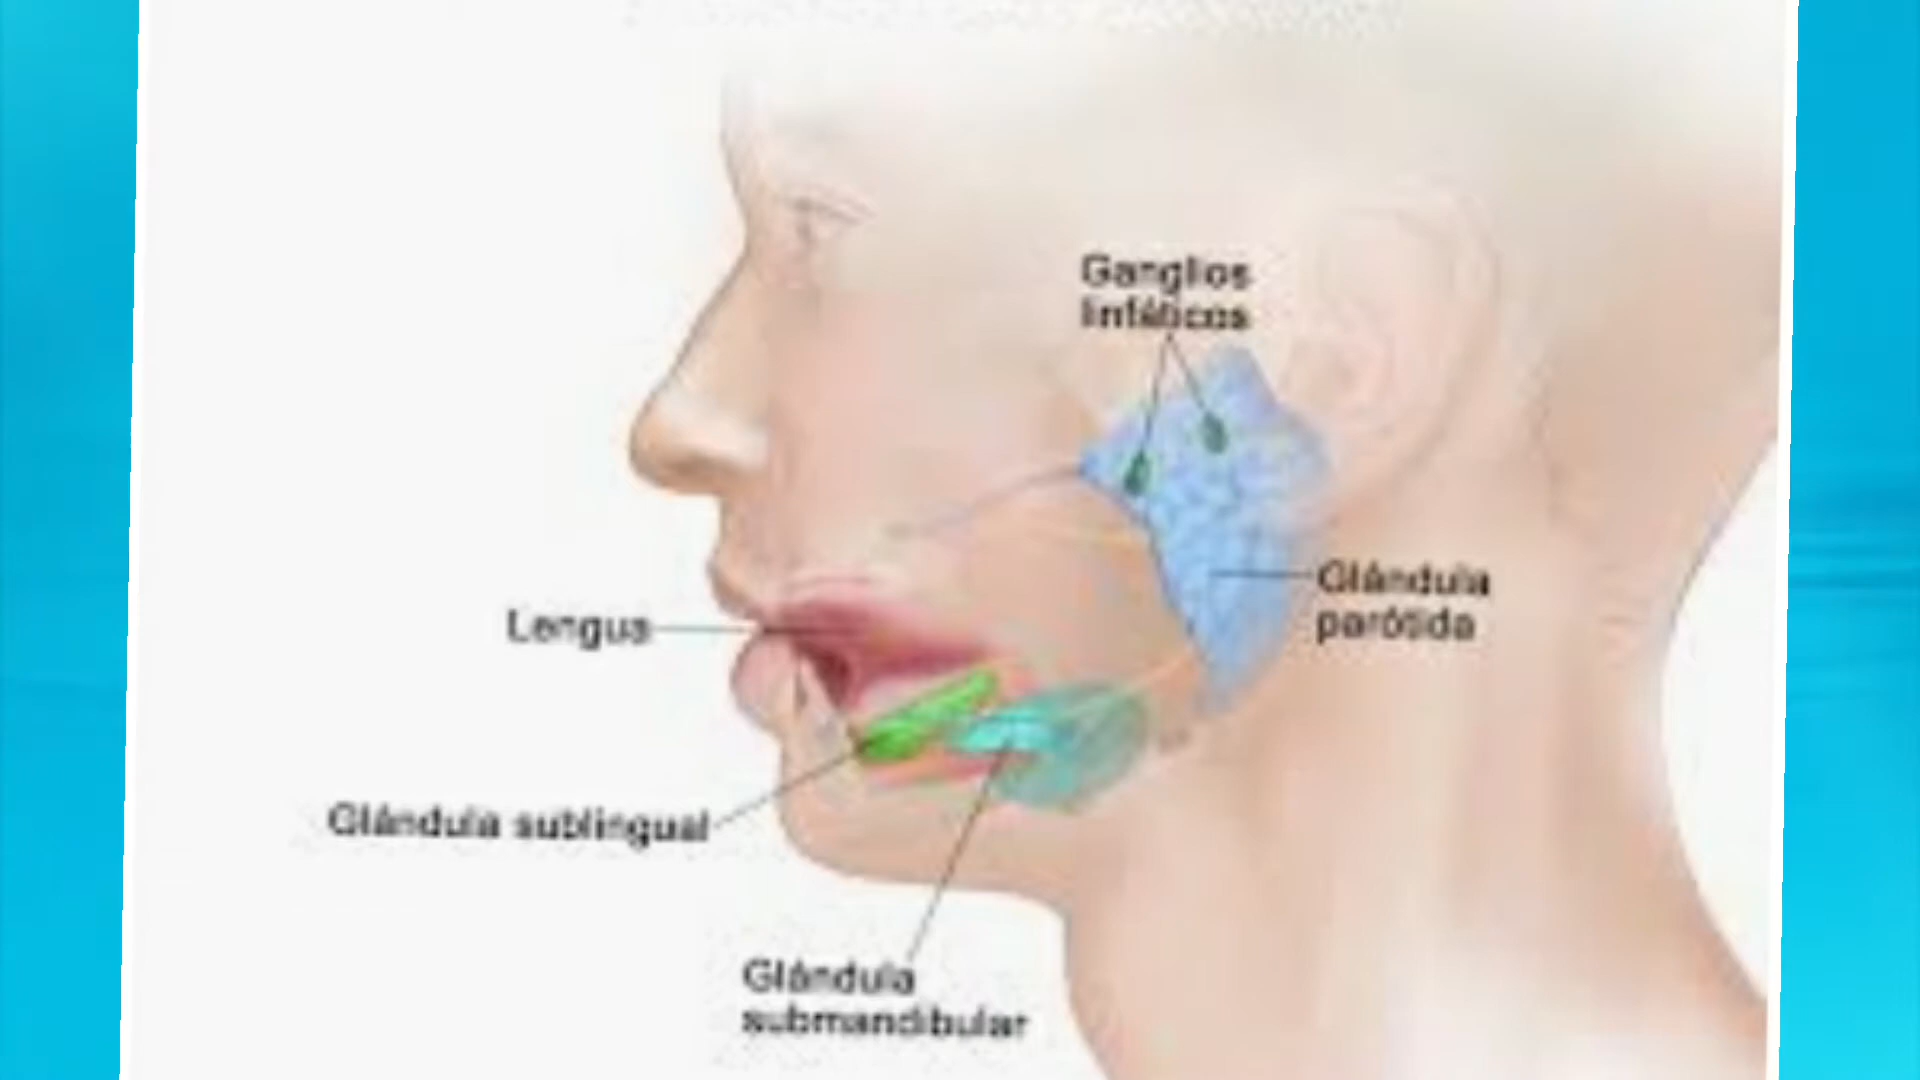 Ganglios
linfáticos
Glándula
parótida
Lengua
Glándula sublingual
Glándula
submandibular